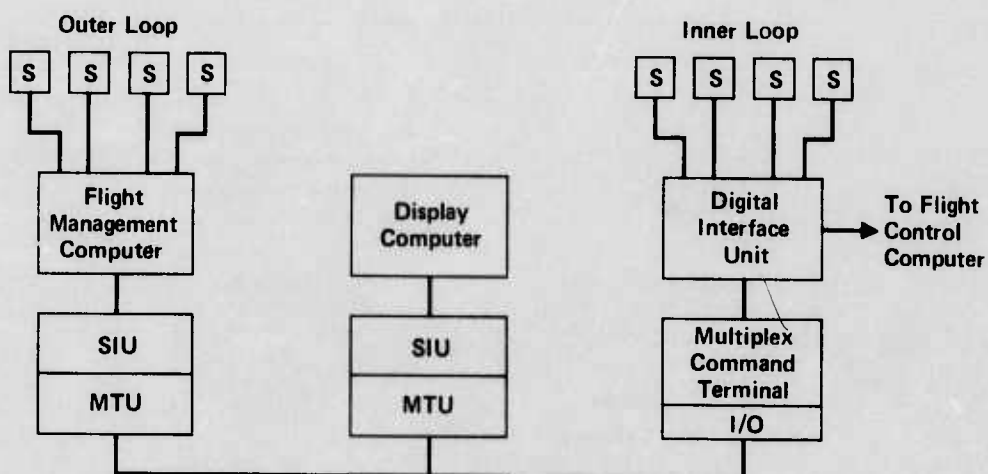 Outer Loop
S S S S
Flight
Management
Computer
SIU
MTU
Display
Computer
SIU
MTU
Inner Loop
S S S S
Digital
Interface
Unit
To Flight
Control
Computer
Multiplex
Command
Terminal
I/O